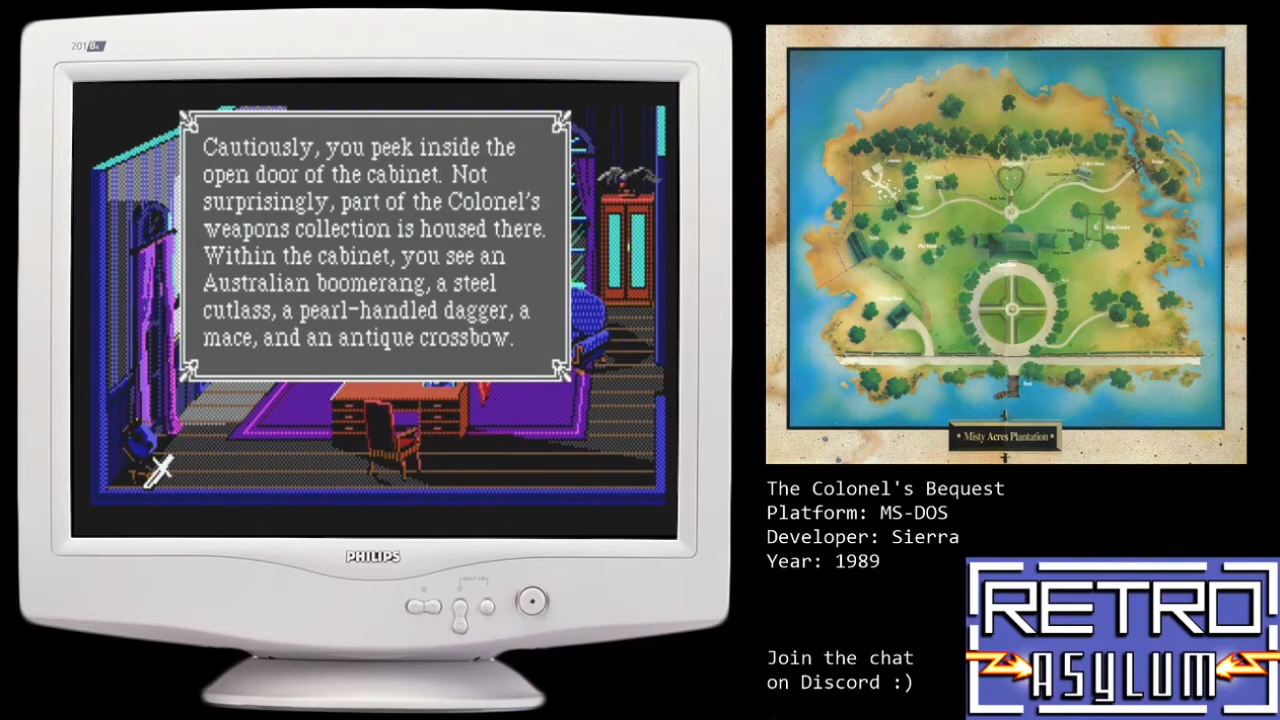 201B4
Cautiously, you peek inside the
open door of the cabinet. Not
surprisingly, part of the Colonel's
weapons collection is housed there.
Within the cabinet, you see an
Australian boomerang, a steel
cutlass, a pearl-handled dagger, a
mace, and an antique crossbow.
PHILIPS
Misty Acres Plantation
The Colonel's Bequest
Platform: MS-DOS
Developer: Sierra
Year: 1989
Join the chat
on Discord :)
RETRO
ASYLUM